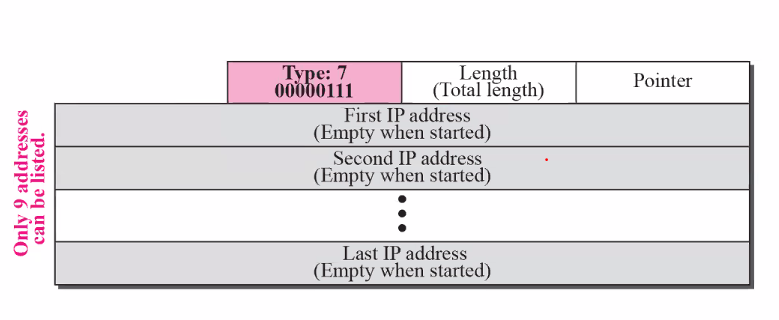 Type: 7
00000111
Length
(Total length)
Pointer
Only 9 addresses
can be listed.
First IP address
(Empty when started)
Second IP address
(Empty when started)
Last IP address
(Empty when started)